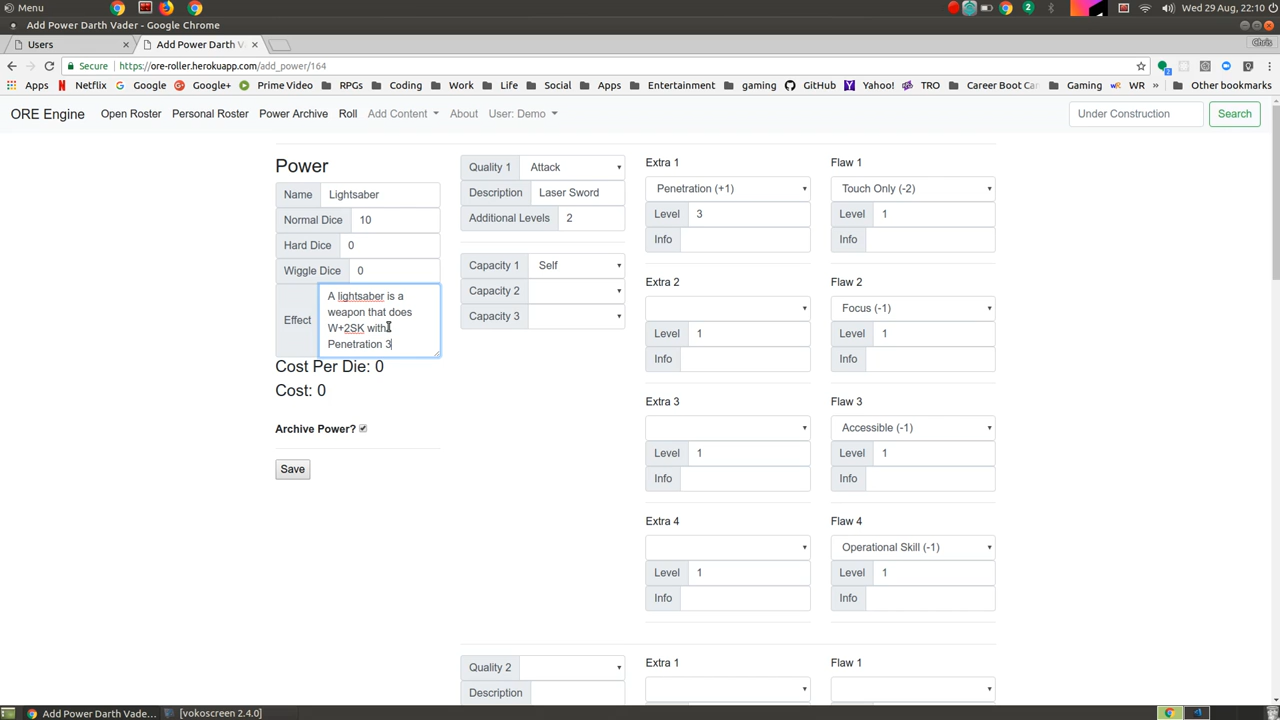 Menu
2
Wed 29 Aug, 22:10
Add Power Darth Vader - Google Chrome
Users
Add Power Darth V
Chris
Secure
https://ore-roller.herokuapp.com/add_power/164
Apps
Netflix
Google
Google+
Prime Video
RPGs
Coding
Work
Life
Social
Apps
Entertainment
gaming
GitHub
Yahoo!
TRO
Career Boot Ca
Gaming
WR
»
Other bookmarks
ORE Engine
Open Roster
Personal Roster
Power Archive
Roll
Add Content
About
User: Demo
Under Construction
Search
Power
Name Lightsaber
Normal Dice 10
Hard Dice 0
Wiggle Dice 0
Effect
A lightsaber is a
weapon that does
W+2SK with
Penetration 3
Cost Per Die: 0
Cost: 0
Archive Power?
Save
Quality 1 Attack
Description Laser Sword
Additional Levels 2
Capacity 1 Self
Capacity 2
Capacity 3
Extra 1
Penetration (+1)
Level 3
Info
Extra 2
Level 1
Info
Extra 3
Level 1
Info
Extra 4
Level 1
Info
Flaw 1
Touch Only (-2)
Level 1
Info
Flaw 2
Focus (-1)
Level 1
Info
Flaw 3
Accessible (-1)
Level 1
Info
Flaw 4
Operational Skill (-1)
Level 1
Info
Quality 2
Description
Extra 1
Flaw 1
Add Power Darth Vade...
[vokoscreen 2.4.0]